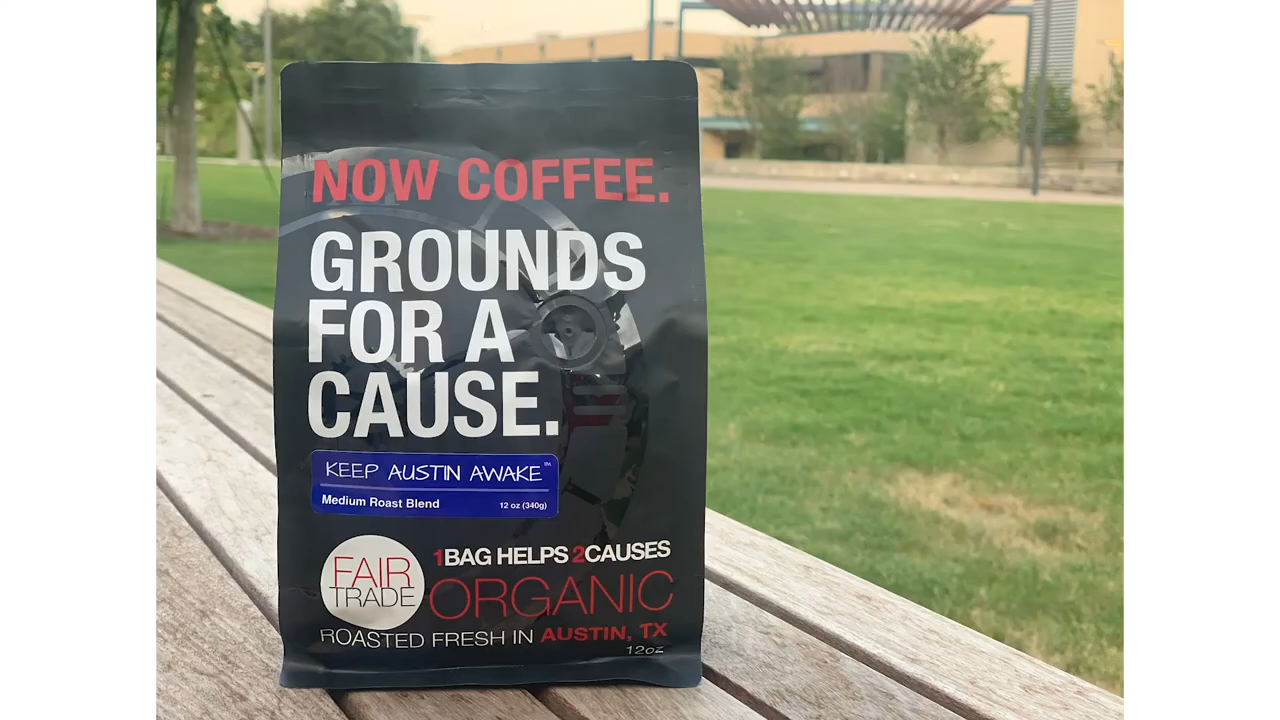 NOW COFFEE.
GROUNDS
FOR A
CAUSE.
KEEP AUSTIN AWAKE™
Medium Roast Blend 12 oz (340g)
FAIR
TRADE
1BAG HELPS 2CAUSES
ORGANIC
ROASTED FRESH IN AUSTIN, TX
12oz